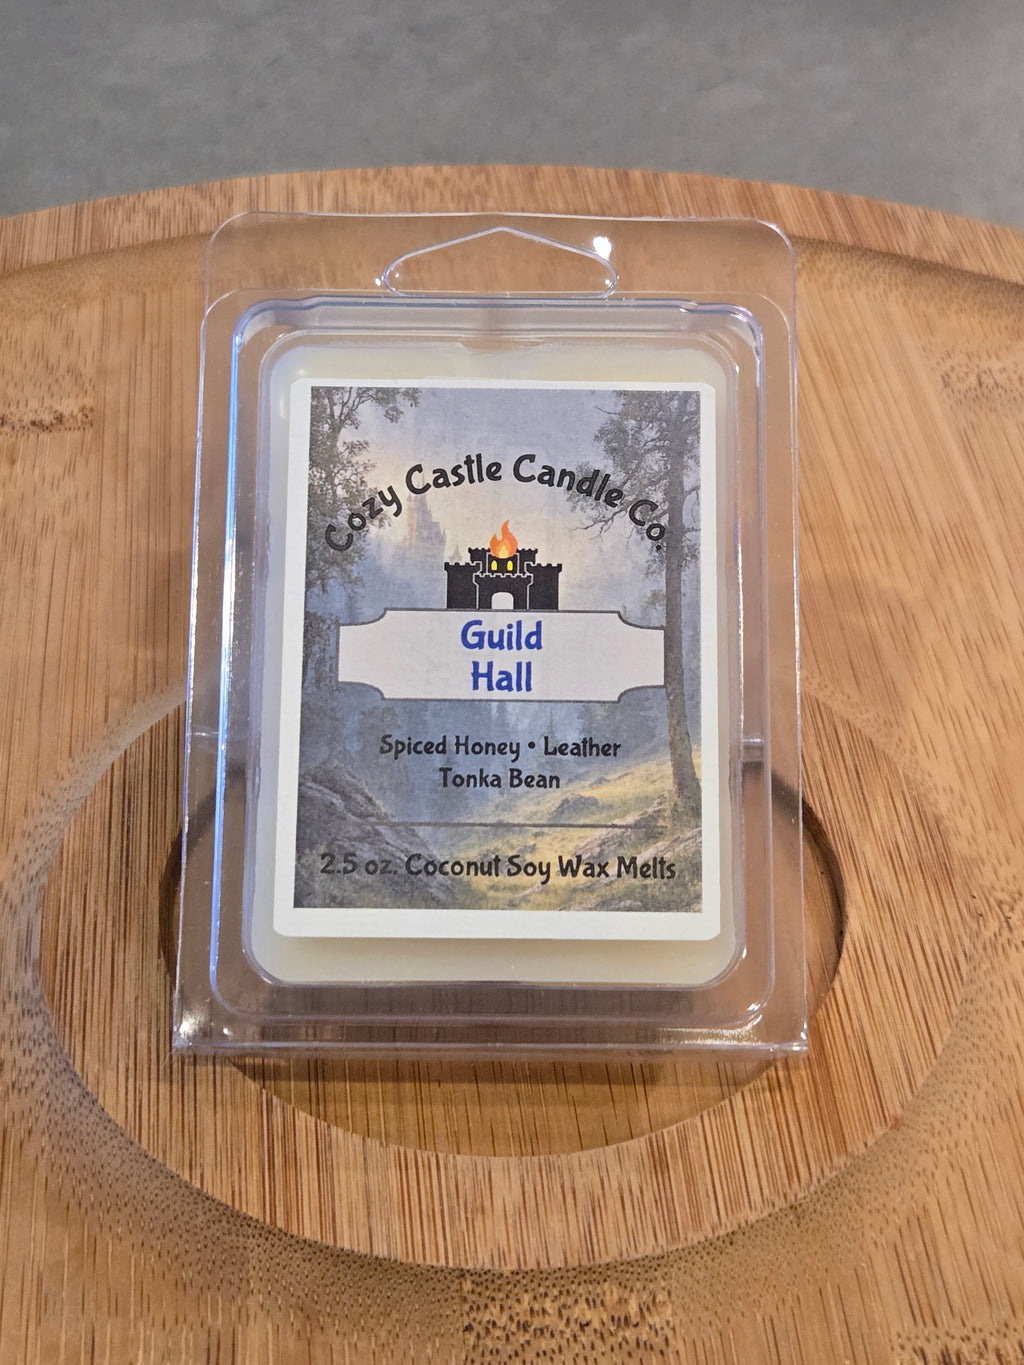 Cozy Castle Candle Co.
Guild
Hall
Spiced Honey • Leather
Tonka Bean
2.5 oz. Coconut Soy Wax Melts